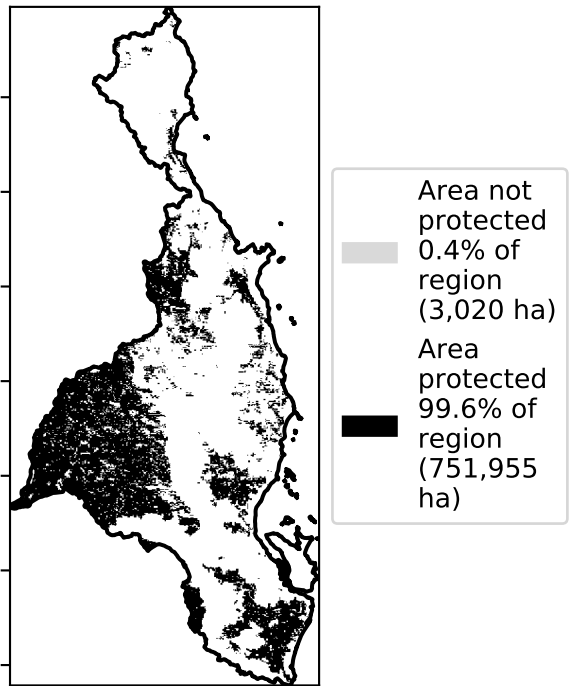 Area not
protected
0.4% of
region
(3,020 ha)
Area
protected
99.6% of
region
(751,955
ha)